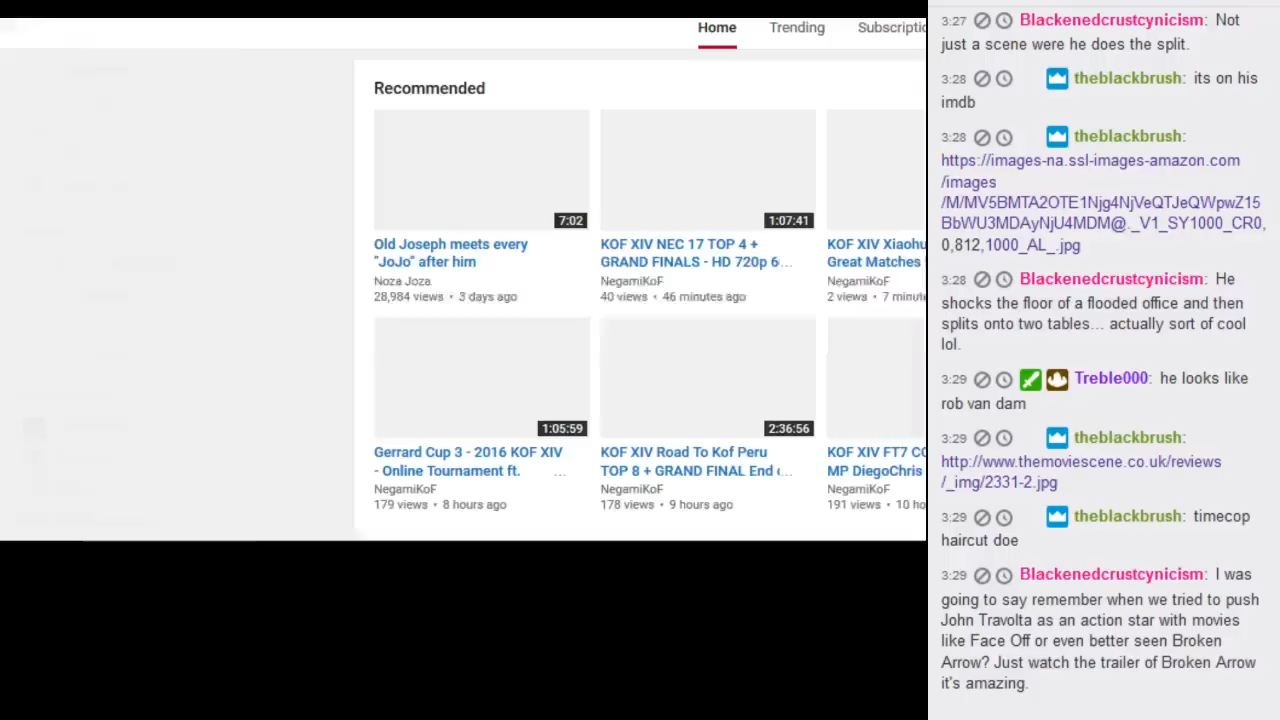 Home Trending Subscriptio
Recommended
7:02
1:07:41
Old Joseph meets every
"JoJo" after him
Noza Joza
28,984 views • 3 days ago
KOF XIV NEC 17 TOP 4 +
GRAND FINALS - HD 720p 6…
NegamiKoF
40 views • 46 minutes ago
KOF XIV Xiaohu
Great Matches
NegamiKoF
2 views • 7 minute
1:05:59
2:36:56
Gerrard Cup 3 - 2016 KOF XIV
- Online Tournament ft. …
NegamiKoF
179 views • 8 hours ago
KOF XIV Road To Kof Peru
TOP 8 + GRAND FINAL End c…
NegamiKoF
178 views • 9 hours ago
KOF XIV FT7 CC
MP DiegoChris
NegamiKoF
191 views • 10 ho
3:27 Blackenedcrustcynicism: Not
just a scene were he does the split.
3:28 theblackbrush: its on his
imdb
3:28 theblackbrush:
https://images-na.ssl-images-amazon.com
/images
/M/MV5BMTA2OTE1Njg4NjVeQTJeQWpwZ15
BbWU3MDAyNjU4MDM@._V1_SY1000_CR0,
0,812,1000_AL_.jpg
3:28 Blackenedcrustcynicism: He
shocks the floor of a flooded office and then
splits onto two tables... actually sort of cool
lol.
3:29 Treble000: he looks like
rob van dam
3:29 theblackbrush:
http://www.themoviescene.co.uk/reviews
/_img/2331-2.jpg
3:29 theblackbrush: timecop
haircut doe
3:29 Blackenedcrustcynicism: I was
going to say remember when we tried to push
John Travolta as an action star with movies
like Face Off or even better seen Broken
Arrow? Just watch the trailer of Broken Arrow
it's amazing.